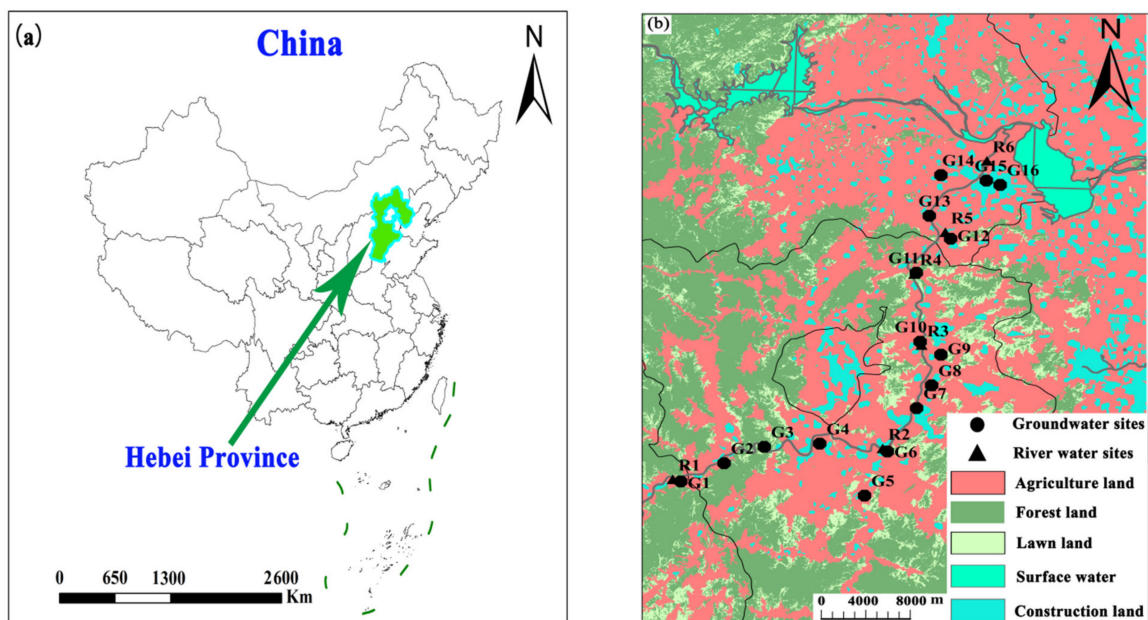 (a)
China
N
Hebei Province
0 650 1300 2600
Km
(b)
N
R6
G14 G15 G16
G13
R5
G12
G11 R4
G10 R3
G9
G8
G7
G3 G4 R2
G2 G6
R1
G1 G5
Groundwater sites
River water sites
Agriculture land
Forest land
Lawn land
Surface water
Construction land
0 4000 8000 m